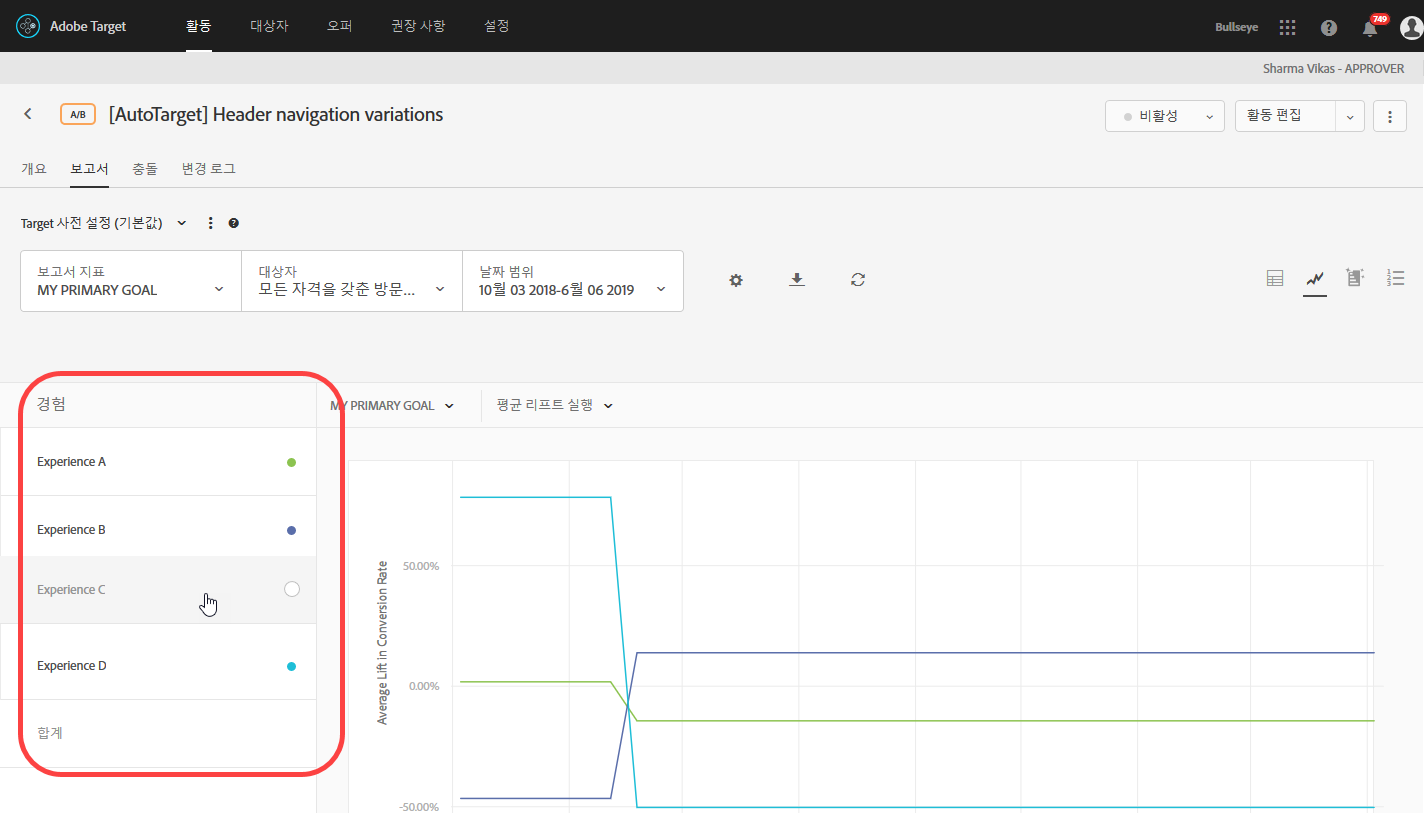 Adobe Target 활동 대상자 오퍼 권장 사항 설정 Bullseye 749
Sharma Vikas - APPROVER
A/B [AutoTarget] Header navigation variations 비활성 활동 편집
개요 보고서 충돌 변경 로그
Target 사전 설정 (기본값)
보고서 지표 대상자 날짜 범위
MY PRIMARY GOAL 모든 자격을 갖춘 방문... 10월 03 2018-6월 06 2019
경험 MY PRIMARY GOAL 평균 리프트 실행
Experience A
Experience B
Experience C
Experience D
합계
Average Lift In Conversion Rate
50.00%
0.00%
-50.00%